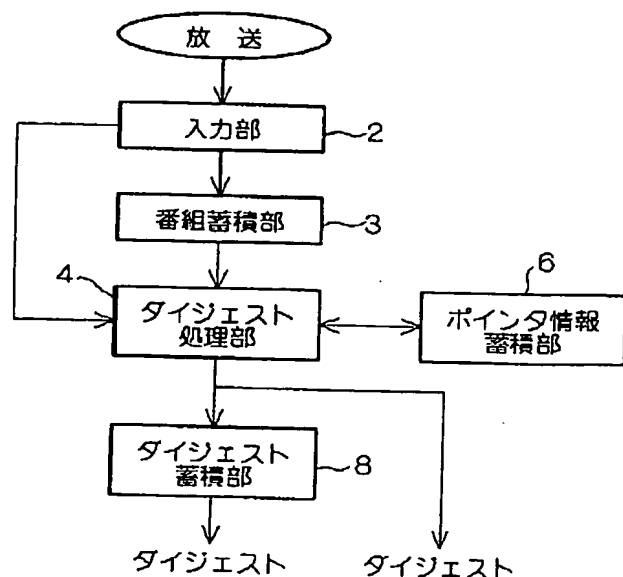 放送
入力部
2
番組蓄積部
3
4
6
ダイジェスト
処理部
ポインタ情報
蓄積部
ダイジェスト
蓄積部
8
ダイジェスト
ダイジェスト